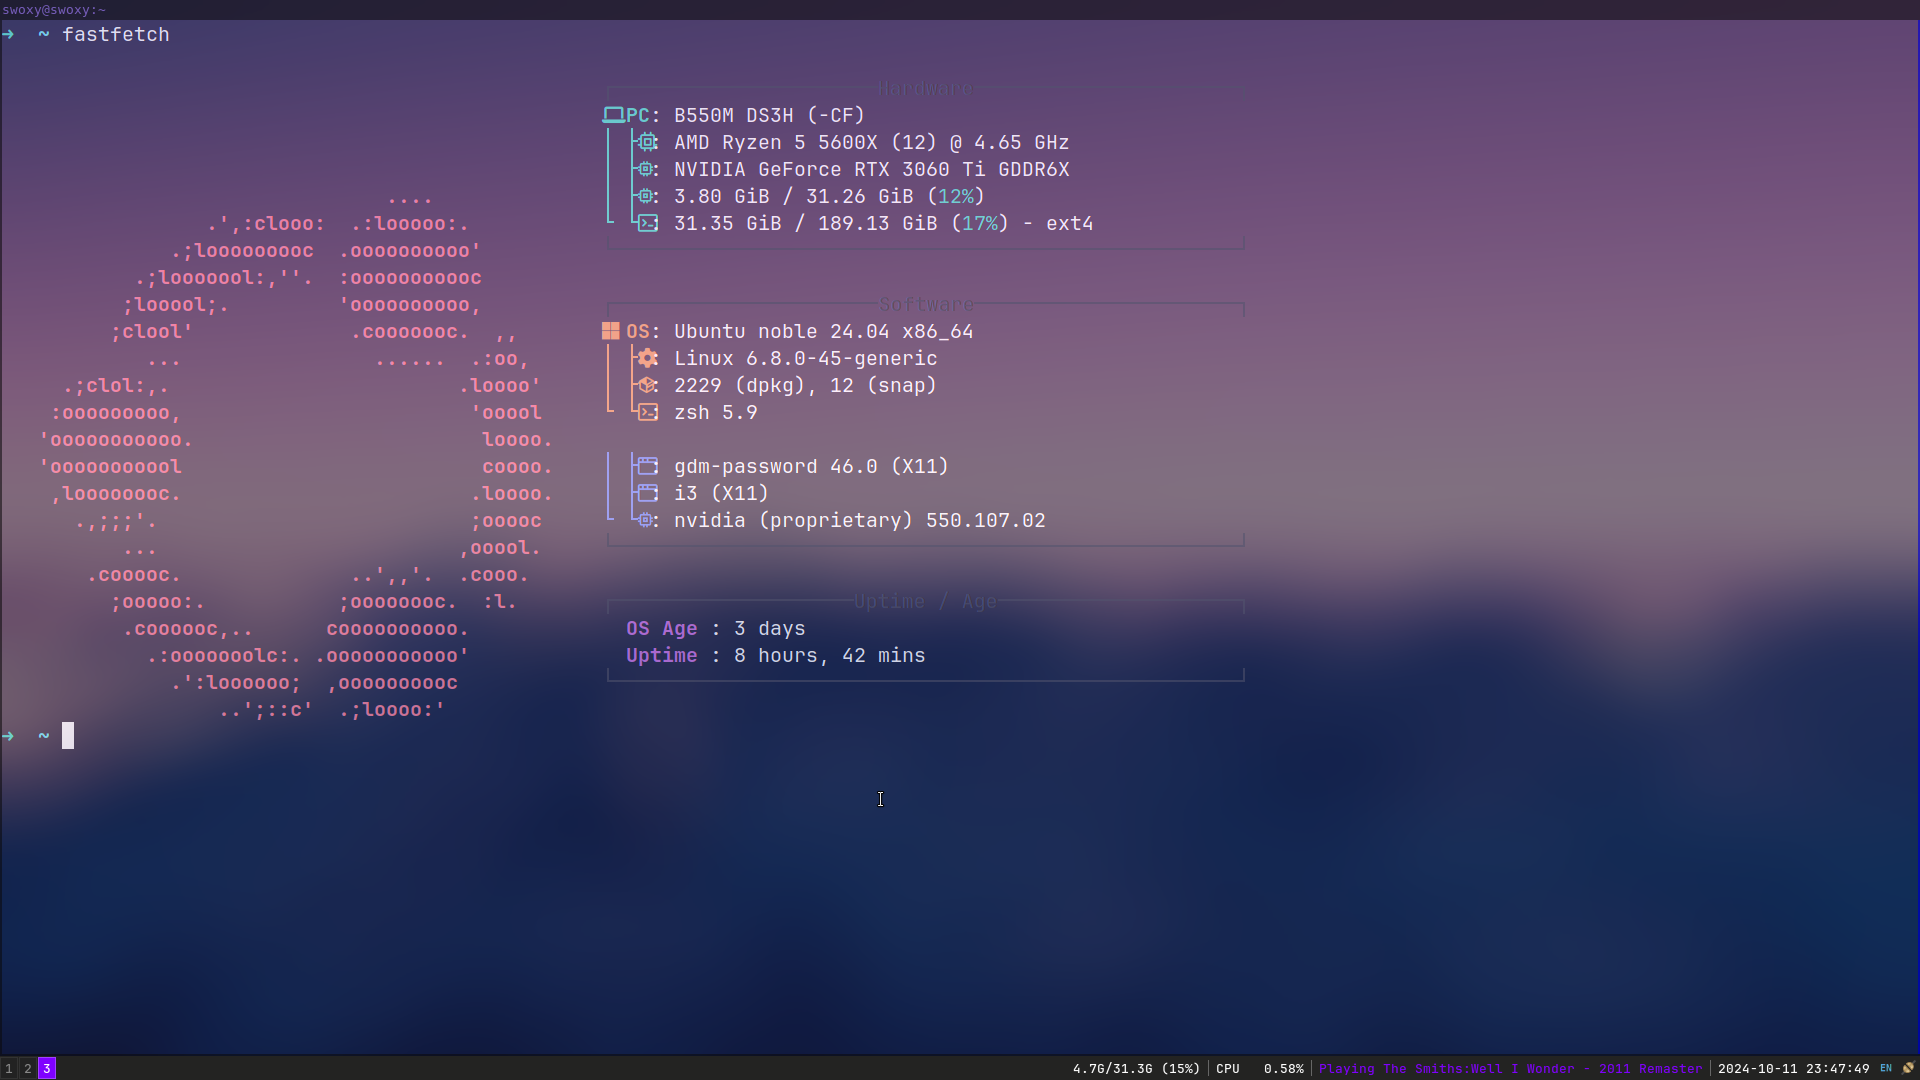 swoxy@swoxy:~
→ ~ fastfetch
Hardware
PC: B550M DS3H (-CF)
: AMD Ryzen 5 5600X (12) @ 4.65 GHz
: NVIDIA GeForce RTX 3060 Ti GDDR6X
: 3.80 GiB / 31.26 GiB (12%)
: 31.35 GiB / 189.13 GiB (17%) - ext4
Software
OS: Ubuntu noble 24.04 x86_64
: Linux 6.8.0-45-generic
: 2229 (dpkg), 12 (snap)
: zsh 5.9
: gdm-password 46.0 (X11)
: i3 (X11)
: nvidia (proprietary) 550.107.02
Uptime / Age
OS Age : 3 days
Uptime : 8 hours, 42 mins
....
.',:clooo:  .:looooo:.
.;looooooooc  .oooooooooo'
.;looooool:,''.  :ooooooooooc
;looool;.         'oooooooooo,
;clool'             .cooooooc.  ,,
...                ......  .:oo,
.;clol:,.                        .loooo'
:ooooooooo,                        'ooool
'ooooooooooo.                        loooo.
'ooooooooool                         coooo.
,loooooooc.                        .loooo.
.,;;;'.                          ;ooooc
...                         ,ooool.
.cooooc.              ..',,'.  .cooo.
;ooooo:.           ;oooooooc.  :l.
.coooooc,..      coooooooooo.
.:ooooooolc:. .ooooooooooo'
.':loooooo;  ,oooooooooc
..';::c'  .;loooo:'
→ ~
1 2 3
4.7G/31.3G (15%) CPU 0.58% Playing The Smiths:Well I Wonder - 2011 Remaster 2024-10-11 23:47:49 EN